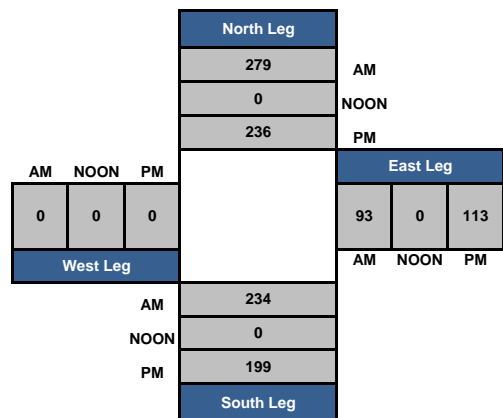 North Leg
279 AM
0 NOON
236 PM
AM NOON PM
East Leg
0 0 0
93 0 113
West Leg
AM NOON PM
AM 234
NOON 0
PM 199
South Leg